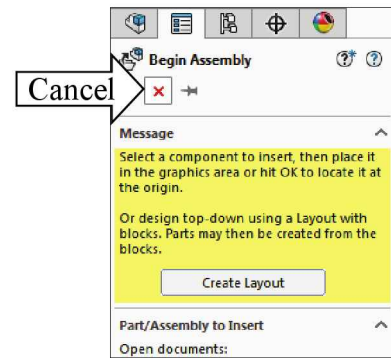 Begin Assembly
Cancel
Message
Select a component to insert, then place it
in the graphics area or hit OK to locate it at
the origin.
Or design top-down using a Layout with
blocks. Parts may then be created from the
blocks.
Create Layout
Part/Assembly to Insert
Open documents: